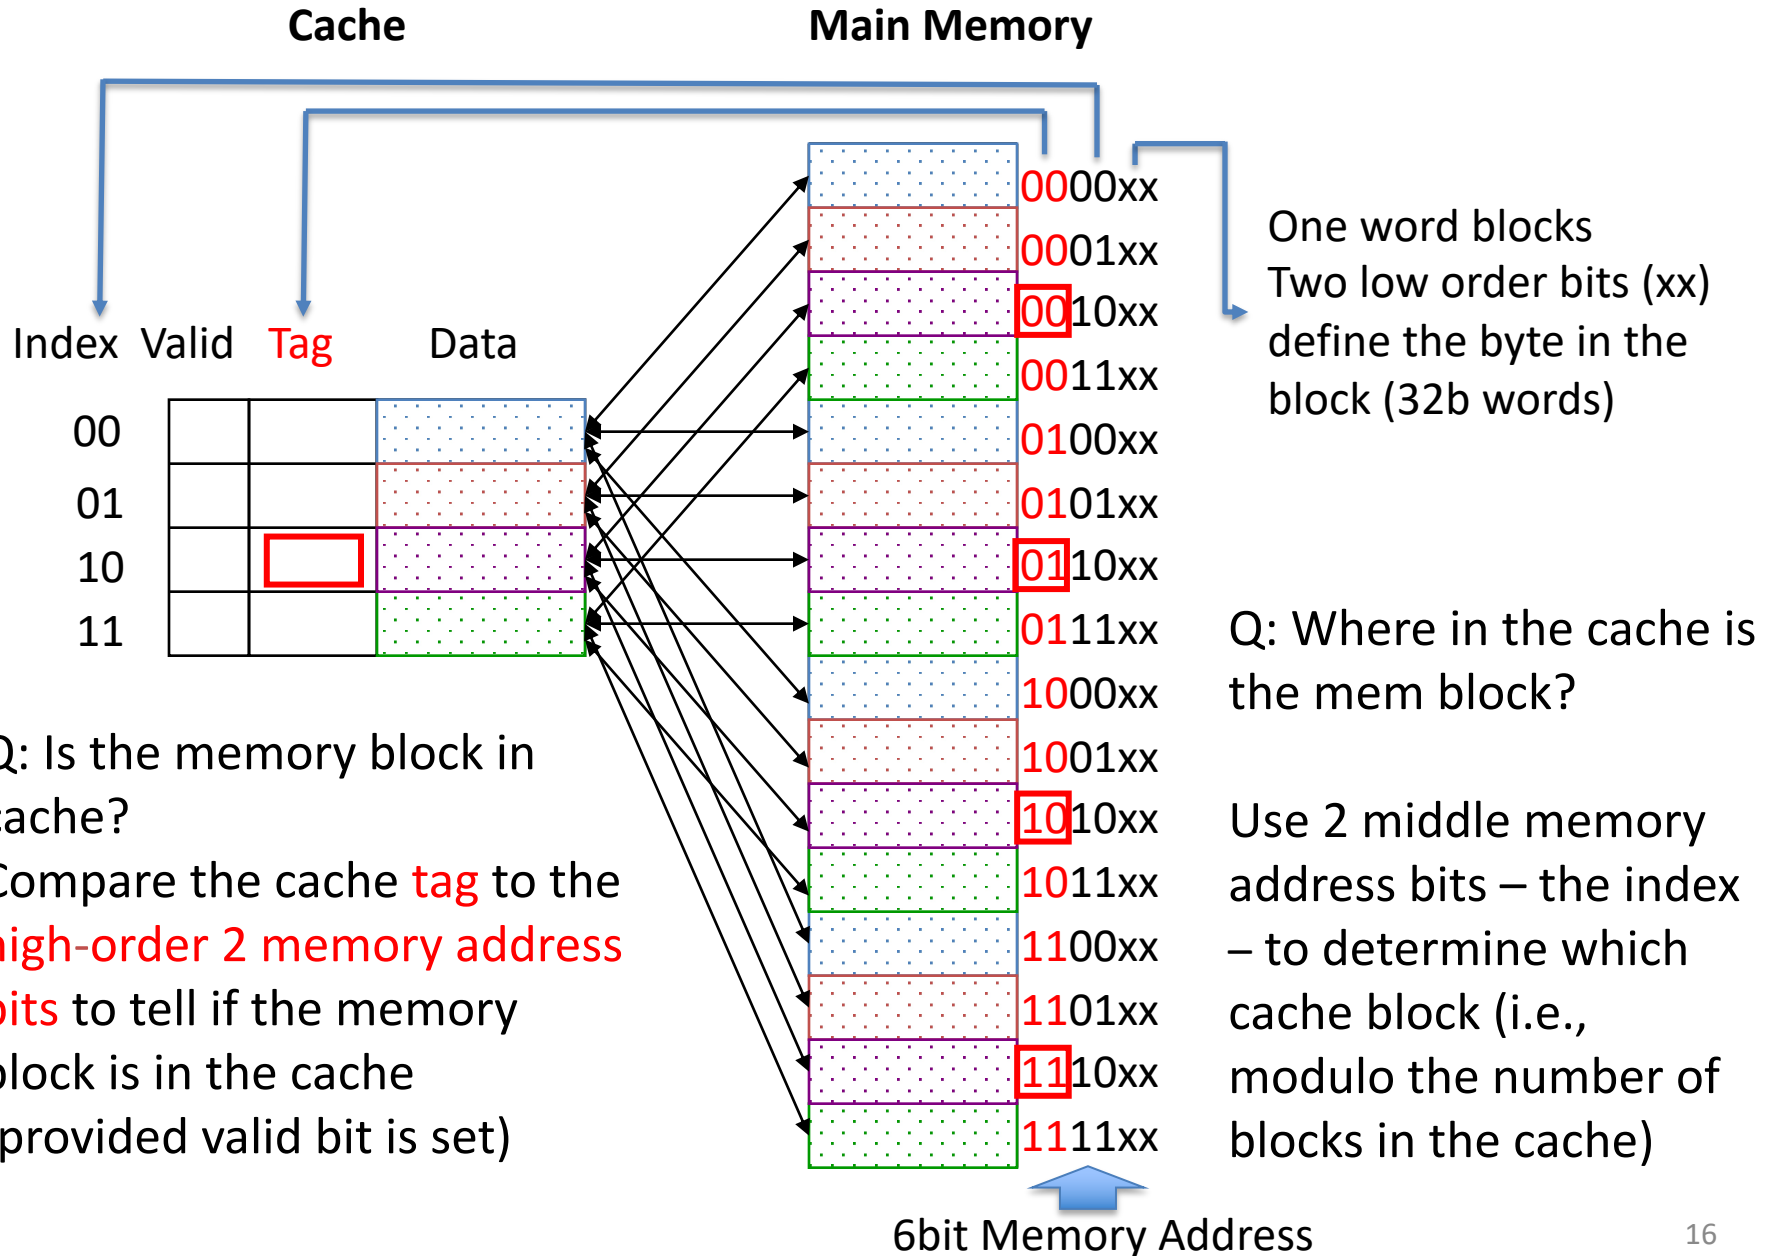 Cache
Main Memory
Index Valid Tag Data
00
01
10
11
0000xx
0001xx
0010xx
0011xx
0100xx
0101xx
0110xx
0111xx
1000xx
1001xx
1010xx
1011xx
1100xx
1101xx
1110xx
1111xx
6bit Memory Address
One word blocks
Two low order bits (xx)
define the byte in the
block (32b words)
Q: Where in the cache is
the mem block?
Use 2 middle memory
address bits – the index
– to determine which
cache block (i.e.,
modulo the number of
blocks in the cache)
Q: Is the memory block in
cache?
Compare the cache tag to the
high-order 2 memory address
bits to tell if the memory
block is in the cache
provided valid bit is set)
16